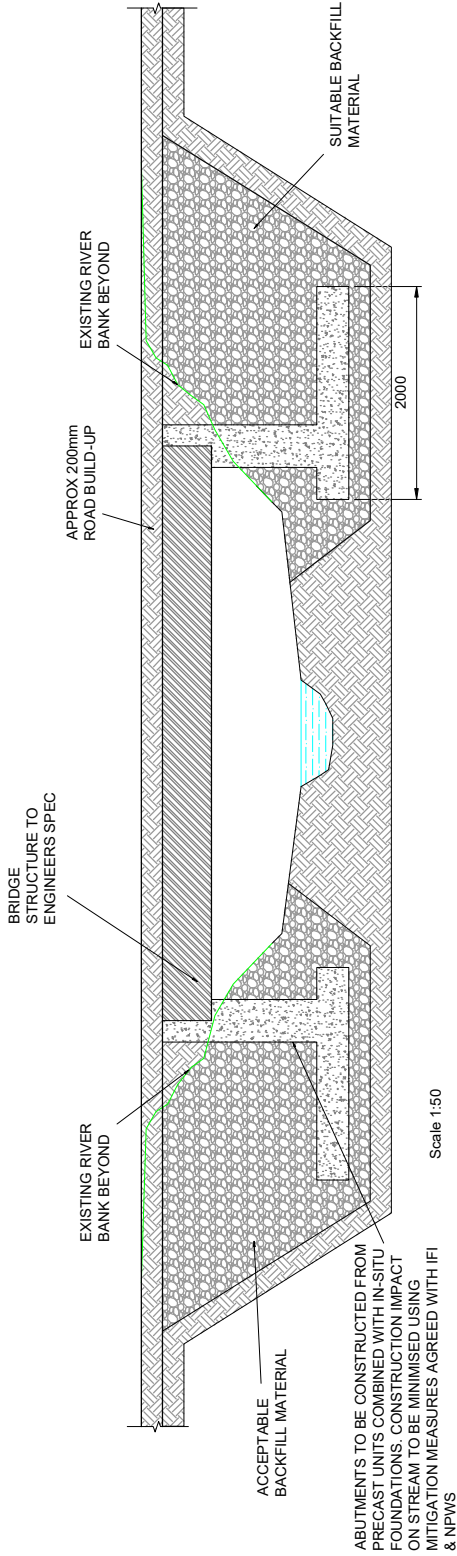 BRIDGE
STRUCTURE TO
ENGINEERS SPEC
APPROX 200mm
ROAD BUILD-UP
EXISTING RIVER
BANK BEYOND
EXISTING RIVER
BANK BEYOND
SUITABLE BACKFILL
MATERIAL
ACCEPTABLE
BACKFILL MATERIAL
2000
ABUTMENTS TO BE CONSTRUCTED FROM
PRECAST UNITS COMBINED WITH IN-SITU
FOUNDATIONS. CONSTRUCTION IMPACT
ON STREAM TO BE MINIMISED USING
MITIGATION MEASURES AGREED WITH IFI
& NPWS
Scale 1:50